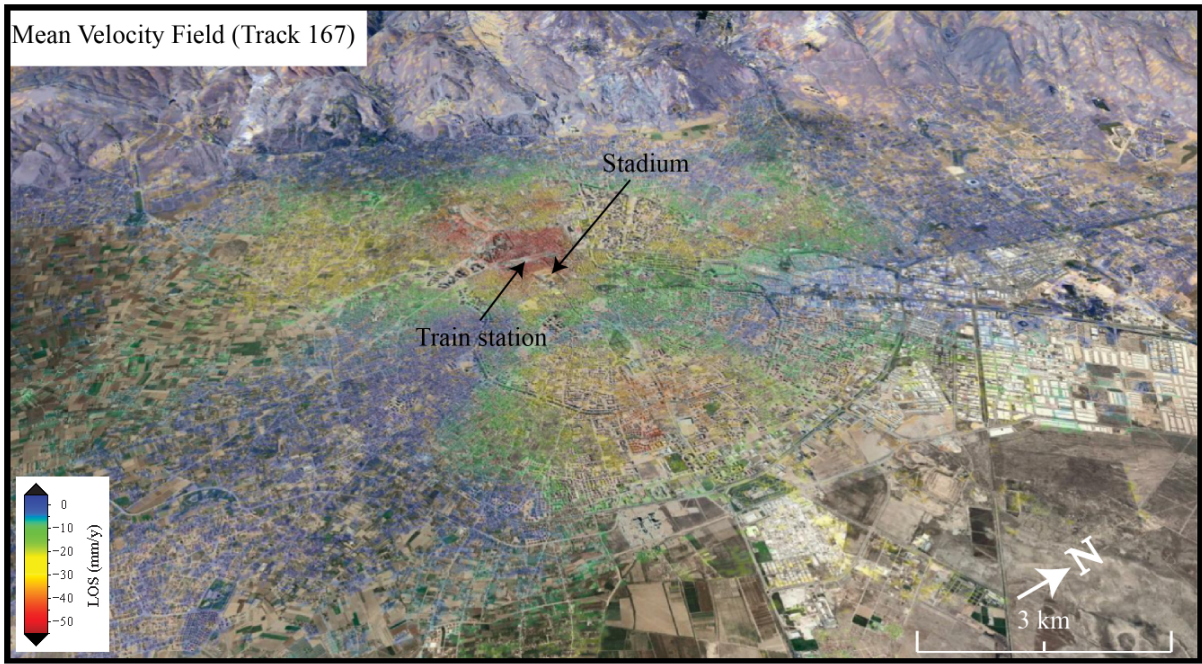 Mean Velocity Field (Track 167)
Stadium
Train station
0
−10
−20
−30
−40
−50
LOS (mm/y)
N
3 km